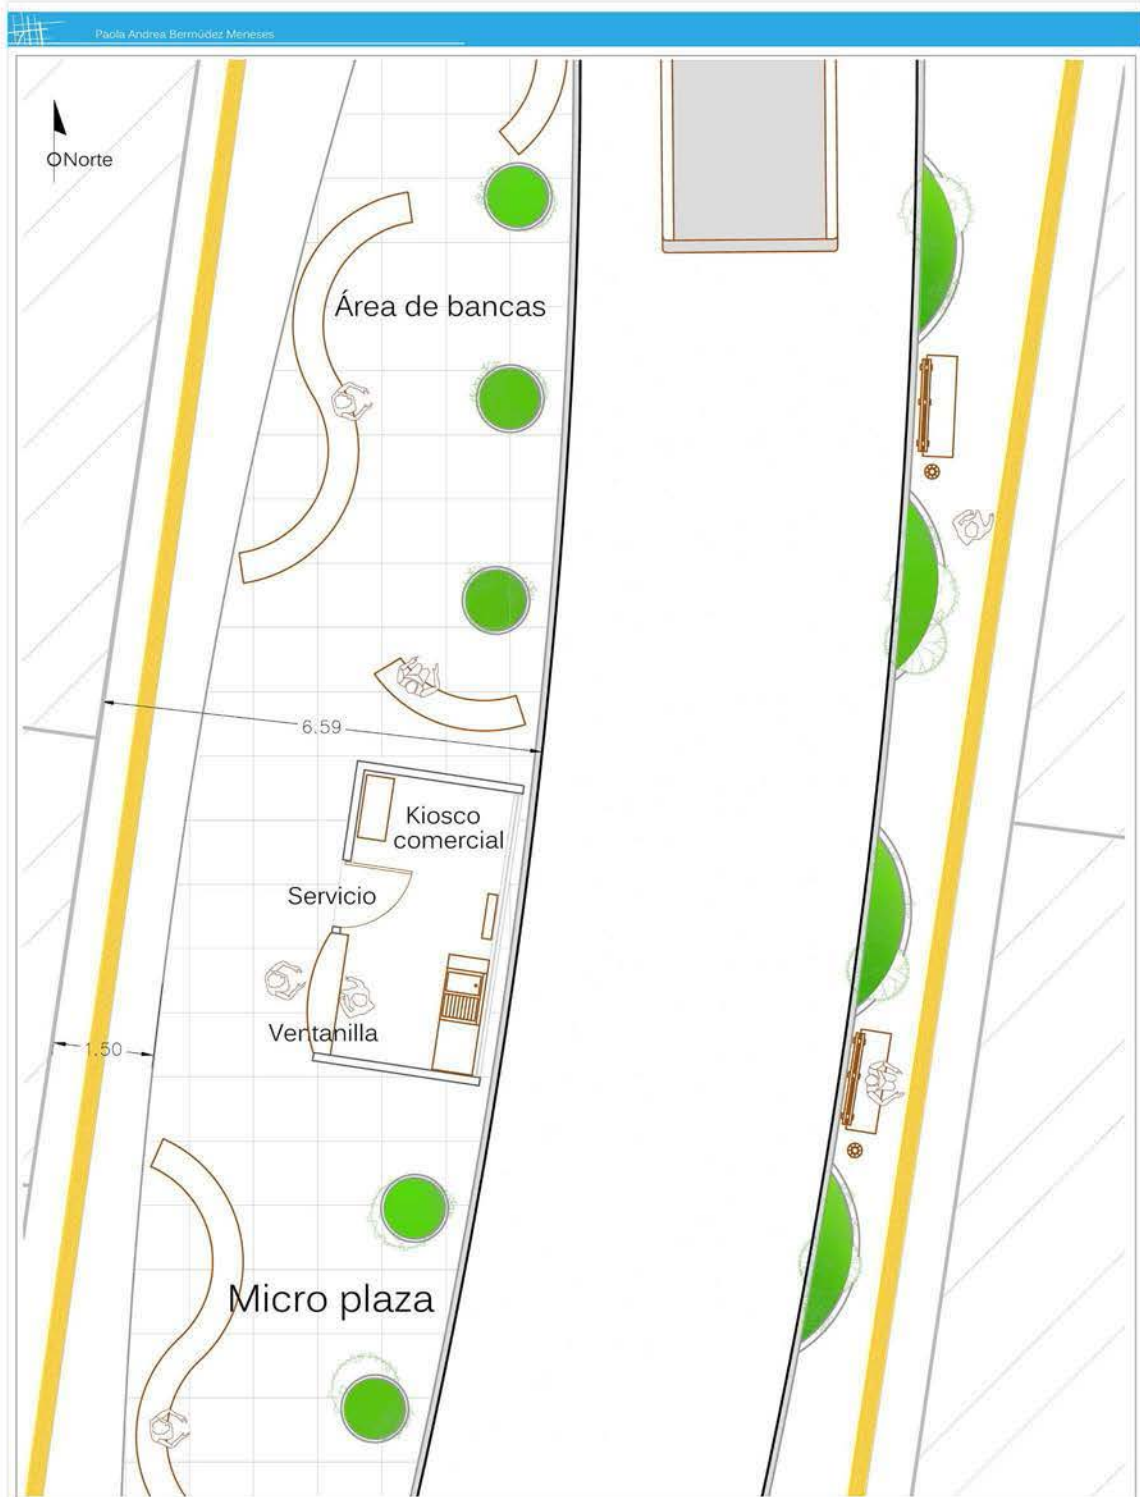 Paola Andrea Bermúdez Meneses
Norte
Área de bancas
6.59
Kiosco
comercial
Servicio
Ventanilla
1.50
Micro plaza